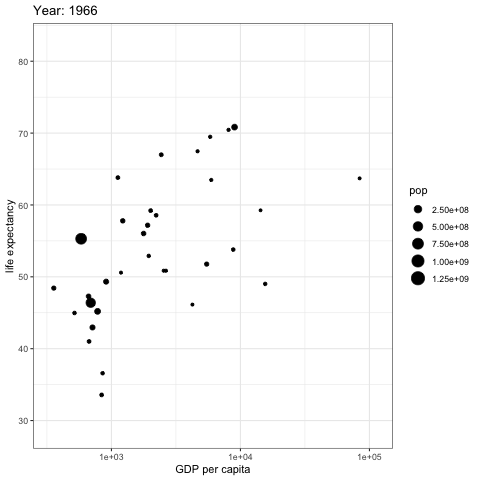 Year: 1966
80
70
60
50
40
30
life expectancy
1e+03
1e+04
1e+05
GDP per capita
pop
2.50e+08
5.00e+08
7.50e+08
1.00e+09
1.25e+09